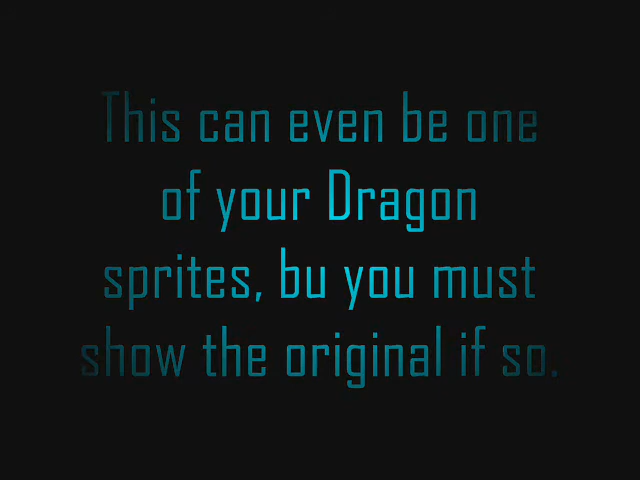 This can even be one
of your Dragon
sprites, bu you must
show the original if so.